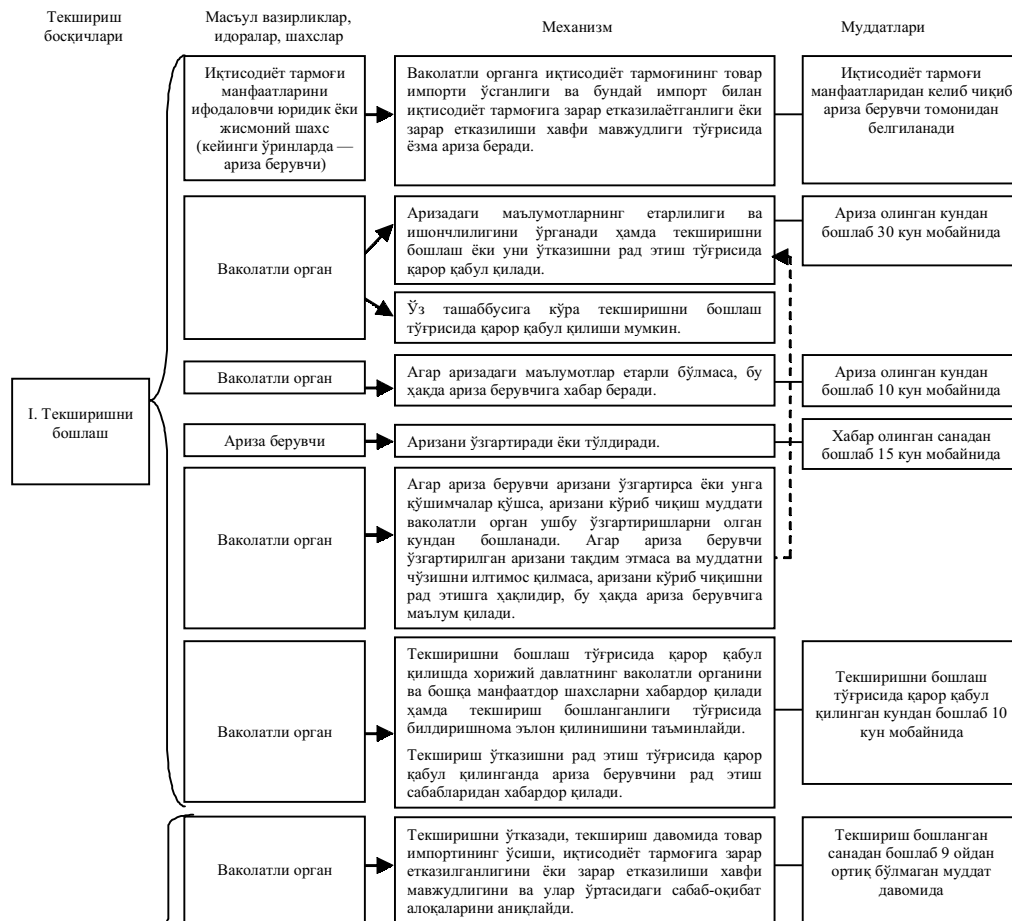 Текшириш
босқичлари
Масъул вазирликлар,
идоралар, шахслар
Механизм
Муддатлари
Иқтисодиёт тармоғи
манфаатларини
ифодаловчи юридик ёки
жисмоний шахс
(кейинги ўринларда —
ариза берувчи)
Ваколатли органга иқтисодиёт тармоғининг товар
импорти ўсганлиги ва бундай импорт билан
иқтисодиёт тармоғига зарар етказилаётганлиги ёки
зарар етказилиши хавфи мавжудлиги тўғрисида
ёзма ариза беради.
Иқтисодиёт тармоғи
манфаатларидан келиб чиқиб
ариза берувчи томонидан
белгиланади
Ваколатли орган
Аризадаги маълумотларнинг етарлилиги ва
ишончлилигини ўрганади ҳамда текширишни
бошлаш ёки уни ўтказишни рад этиш тўғрисида
қарор қабул қилади.
Ариза олинган кундан
бошлаб 30 кун мобайнида
Ўз ташаббусига кўра текширишни бошлаш
тўғрисида қарор қабул қилиши мумкин.
I. Текширишни
бошлаш
Ваколатли орган
Агар аризадаги маълумотлар етарли бўлмаса, бу
ҳақда ариза берувчига хабар беради.
Ариза олинган кундан
бошлаб 10 кун мобайнида
Ариза берувчи
Аризани ўзгартиради ёки тўлдиради.
Хабар олинган санадан
бошлаб 15 кун мобайнида
Ваколатли орган
Агар ариза берувчи аризани ўзгартирса ёки унга
қўшимчалар қўшса, аризани кўриб чиқиш муддати
ваколатли орган ушбу ўзгартиришларни олган
кундан бошланади. Агар ариза берувчи
ўзгартирилган аризани тақдим этмаса ва муддатни
чўзишни илтимос қилмаса, аризани кўриб чиқишни
рад этишга ҳақлидир, бу ҳақда ариза берувчига
маълум қилади.
Ваколатли орган
Текширишни бошлаш тўғрисида қарор қабул
қилишда хорижий давлатнинг ваколатли органини
ва бошқа манфаатдор шахсларни хабардор қилади
ҳамда текшириш бошланганлиги тўғрисида
билдиришнома эълон қилинишини таъминлайди.
Текшириш ўтказишни рад этиш тўғрисида қарор
қабул қилинганда ариза берувчини рад этиш
сабабларидан хабардор қилади.
Текширишни бошлаш
тўғрисида қарор қабул
қилинган кундан бошлаб 10
кун мобайнида
Ваколатли орган
Текширишни ўтказади, текшириш давомида товар
импортининг ўсиши, иқтисодиёт тармоғига зарар
етказилганлигини ёки зарар етказилиши хавфи
мавжудлигини ва улар ўртасидаги сабаб-оқибат
алоқаларини аниқлайди.
Текшириш бошланган
санадан бошлаб 9 ойдан
ортиқ бўлмаган муддат
давомида